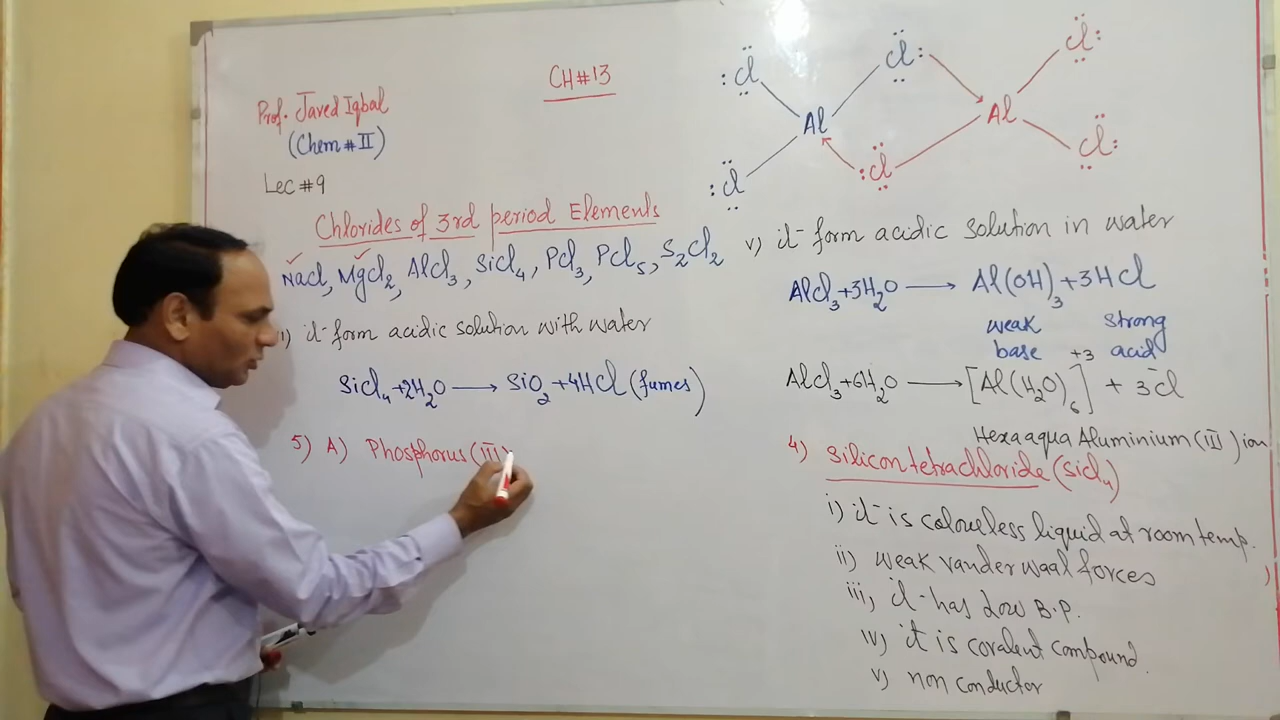 CH#13
Prof. Javed Iqbal
(Chem # II)
Lec #9
Chlorides of 3rd period Elements
NaCl, MgCl2, AlCl3, SiCl4, PCl3, PCl5, S2Cl2
) it form acidic solution with water
SiCl4+2H2O → SiO2+4HCl (fumes)
5) A) Phosphorus (III)
:Cl Cl: Cl:
Al Al
:Cl :Cl: Cl:
v) it form acidic solution in water
AlCl3+3H2O → Al(OH)3+3HCl
weak strong
base acid
AlCl3+6H2O → [Al(H2O)6]+3 + 3Cl-
Hexaaqua Aluminium (III) ion
4) Silicon tetrachloride (SiCl4)
i) it is colourless liquid at room temp.
ii) weak vander waal forces
iii) it has low B.P.
iv) it is covalent compound.
v) non conductor